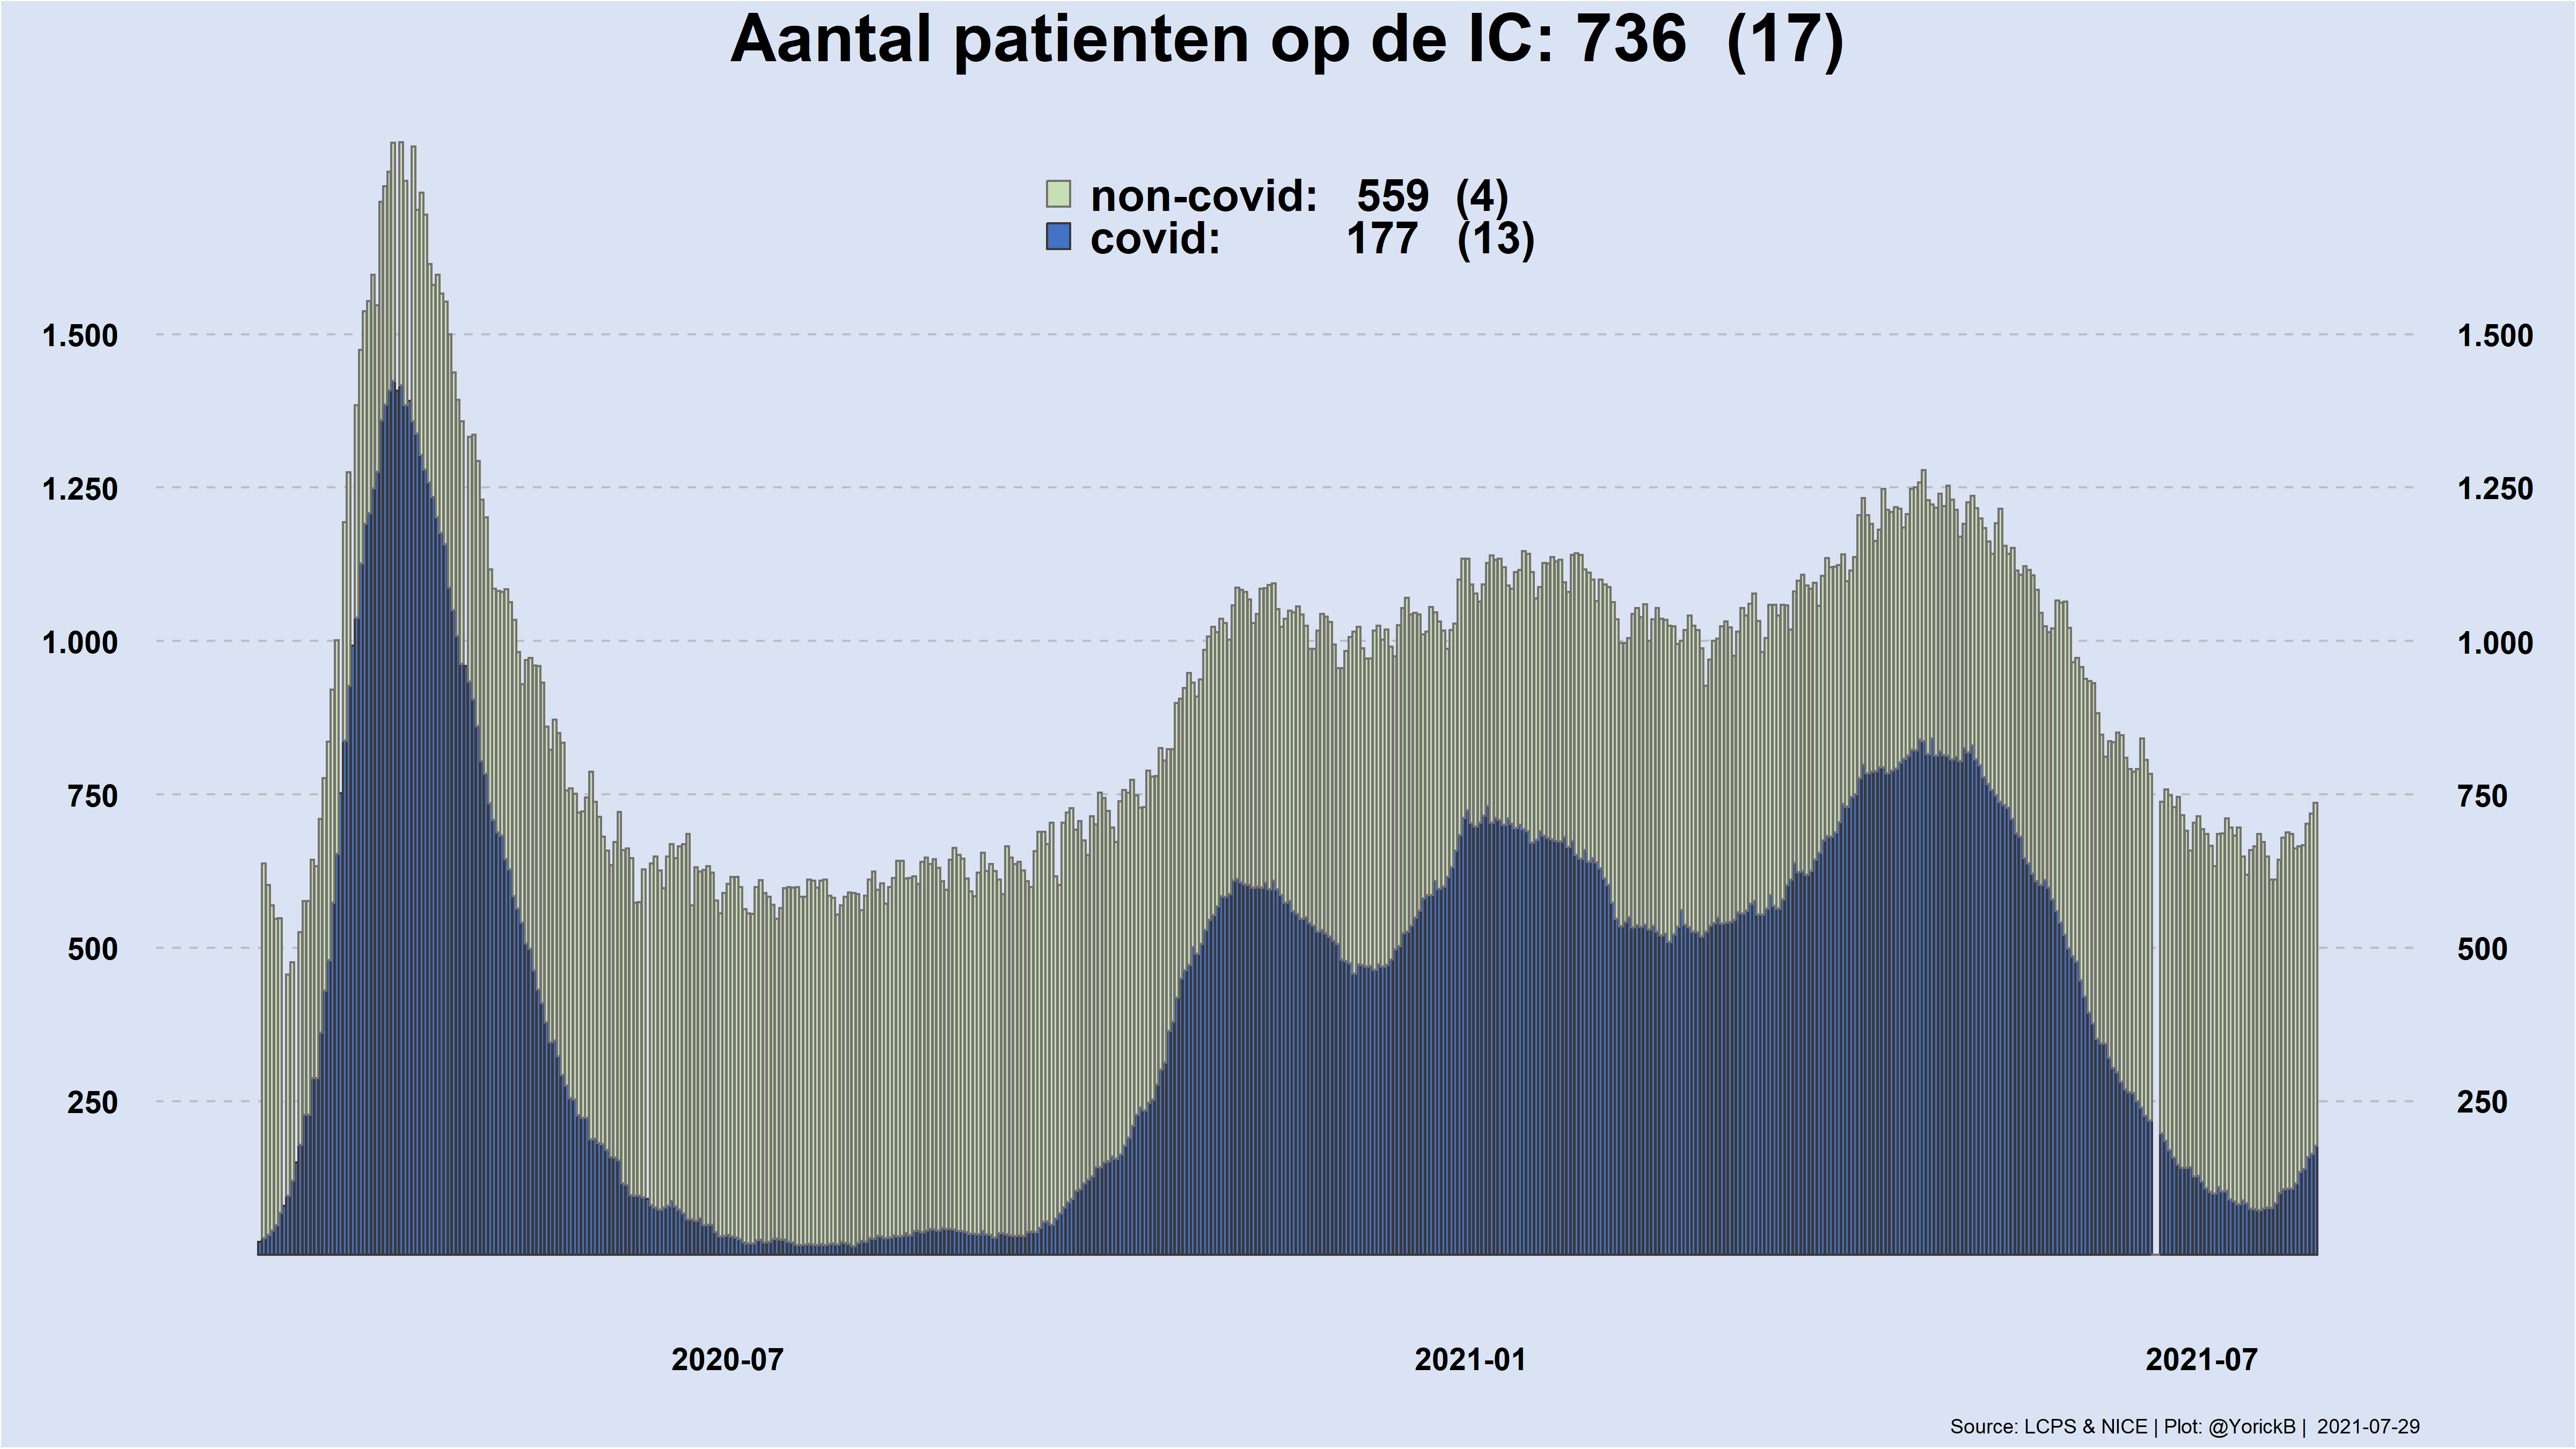 Aantal patienten op de IC: 736 (17)
non-covid: 559 (4)
covid: 177 (13)
1.500 1.500
1.250 1.250
1.000 1.000
750 750
500 500
250 250
2020-07 2021-01 2021-07
Source: LCPS & NICE | Plot: @YorickB | 2021-07-29